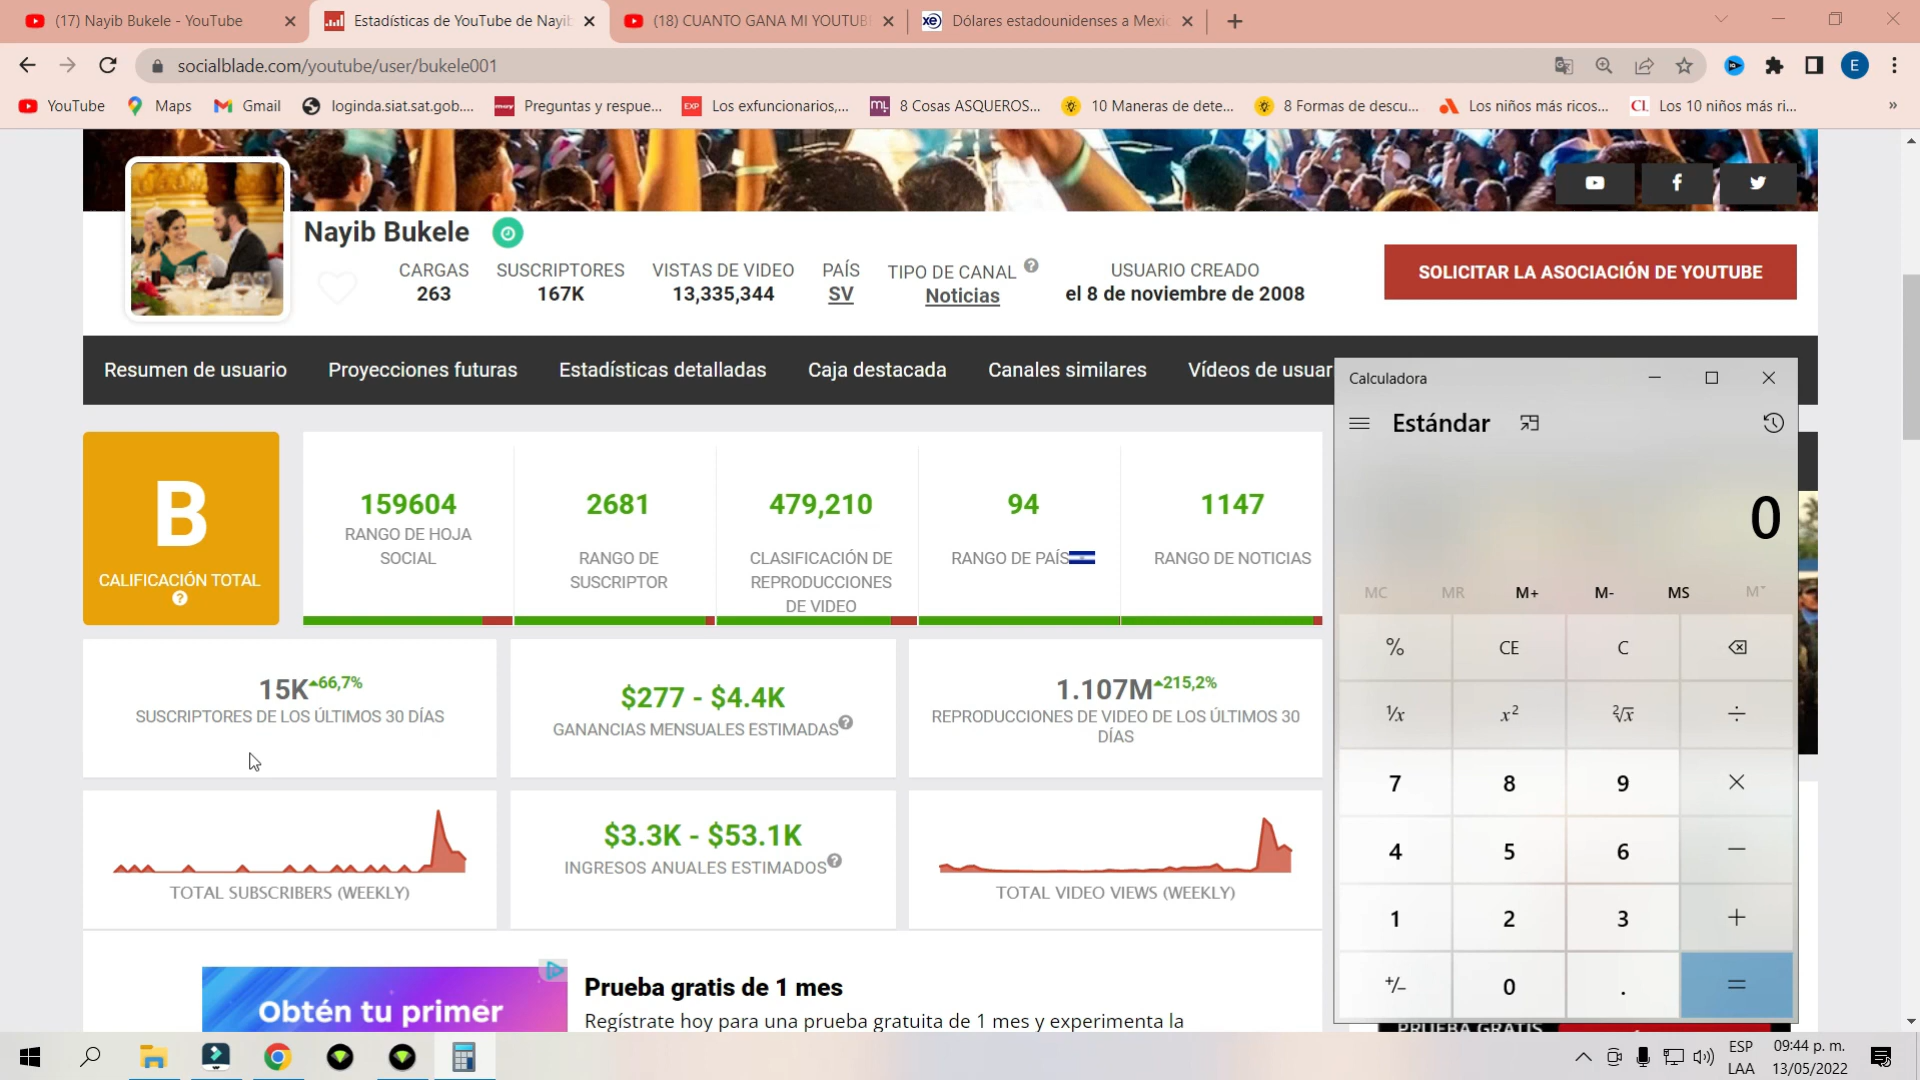 (17) Nayib Bukele - YouTube
Estadísticas de YouTube de Nayib
(18) CUANTO GANA MI YOUTUBE
xe
Dólares estadounidenses a Mexic
socialblade.com/youtube/user/bukele001
E
YouTube
Maps
Gmail
loginda.siat.sat.gob....
Preguntas y respue...
EXP
Los exfuncionarios,...
8 Cosas ASQUEROS...
10 Maneras de dete...
8 Formas de descu...
Los niños más ricos...
CL
Los 10 niños más ri...
Nayib Bukele
CARGAS
263
SUSCRIPTORES
167K
VISTAS DE VIDEO
13,335,344
PAÍS
SV
TIPO DE CANAL
Noticias
USUARIO CREADO
el 8 de noviembre de 2008
SOLICITAR LA ASOCIACIÓN DE YOUTUBE
Resumen de usuario
Proyecciones futuras
Estadísticas detalladas
Caja destacada
Canales similares
Vídeos de usuar
B
CALIFICACIÓN TOTAL
159604
RANGO DE HOJA
SOCIAL
2681
RANGO DE
SUSCRIPTOR
479,210
CLASIFICACIÓN DE
REPRODUCCIONES
DE VIDEO
94
RANGO DE PAÍS
1147
RANGO DE NOTICIAS
15K 66,7%
SUSCRIPTORES DE LOS ÚLTIMOS 30 DÍAS
$277 - $4.4K
GANANCIAS MENSUALES ESTIMADAS
1.107M 215,2%
REPRODUCCIONES DE VIDEO DE LOS ÚLTIMOS 30
DÍAS
TOTAL SUBSCRIBERS (WEEKLY)
$3.3K - $53.1K
INGRESOS ANUALES ESTIMADOS
TOTAL VIDEO VIEWS (WEEKLY)
Obtén tu primer
Prueba gratis de 1 mes
Regístrate hoy para una prueba gratuita de 1 mes y experimenta la
Calculadora
Estándar
0
MC MR M+ M- MS M
% CE C
¹⁄x x² ²√x ÷
7 8 9 ×
4 5 6 −
1 2 3 +
+/− 0 . =
PRUEBA GRATIS
ESP
LAA
09:44 p. m.
13/05/2022